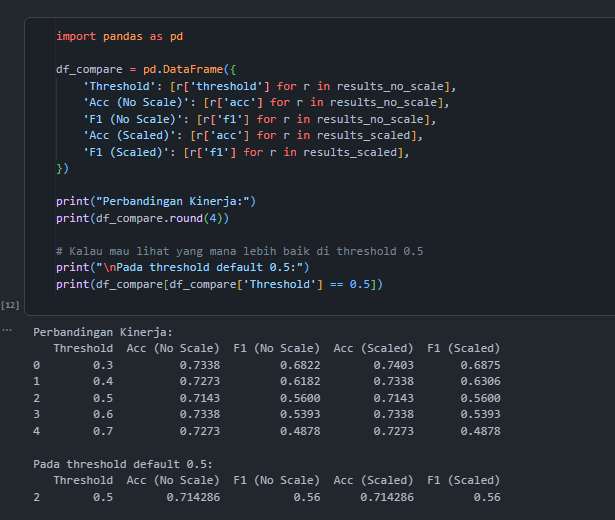 import pandas as pd
df_compare = pd.DataFrame({
    'Threshold': [r['threshold'] for r in results_no_scale],
    'Acc (No Scale)': [r['acc'] for r in results_no_scale],
    'F1 (No Scale)': [r['f1'] for r in results_no_scale],
    'Acc (Scaled)': [r['acc'] for r in results_scaled],
    'F1 (Scaled)': [r['f1'] for r in results_scaled],
})
print("Perbandingan Kinerja:")
print(df_compare.round(4))
# Kalau mau lihat yang mana lebih baik di threshold 0.5
print("\nPada threshold default 0.5:")
print(df_compare[df_compare['Threshold'] == 0.5])
[12]
...
Perbandingan Kinerja:
   Threshold  Acc (No Scale)  F1 (No Scale)  Acc (Scaled)  F1 (Scaled)
0        0.3          0.7338         0.6822        0.7403       0.6875
1        0.4          0.7273         0.6182        0.7338       0.6306
2        0.5          0.7143         0.5600        0.7143       0.5600
3        0.6          0.7338         0.5393        0.7338       0.5393
4        0.7          0.7273         0.4878        0.7273       0.4878
Pada threshold default 0.5:
   Threshold  Acc (No Scale)  F1 (No Scale)  Acc (Scaled)  F1 (Scaled)
2        0.5        0.714286           0.56      0.714286         0.56